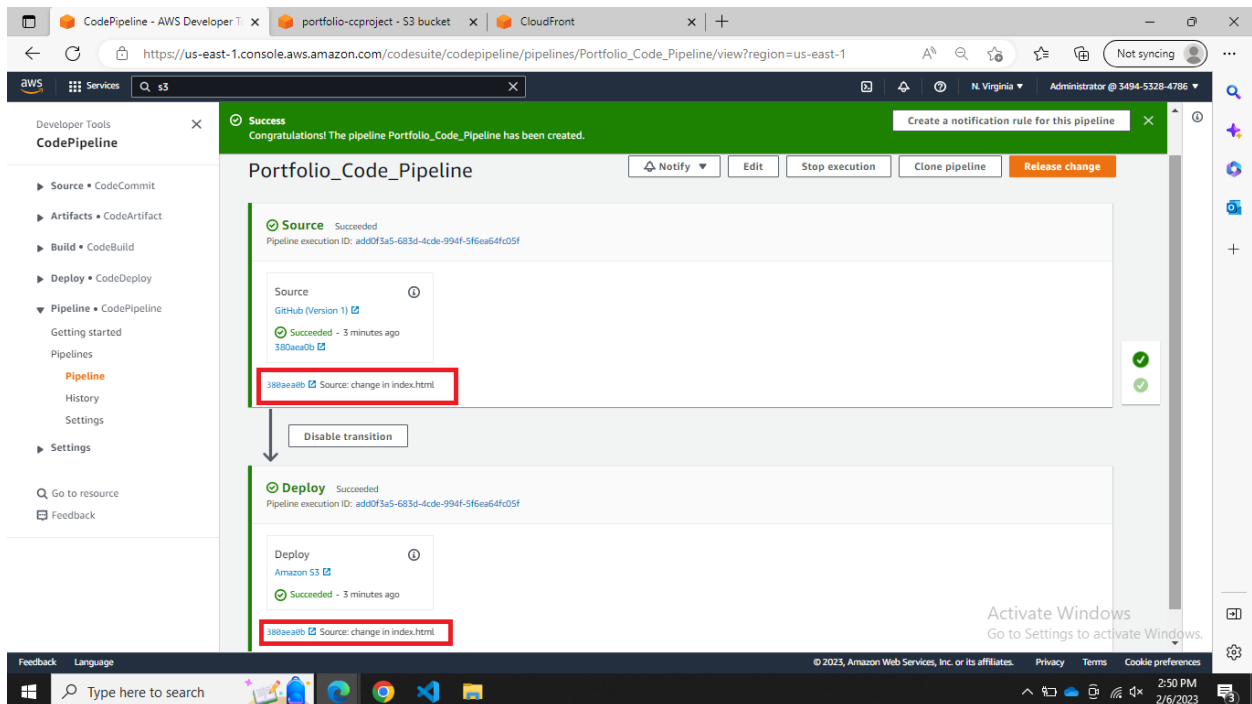 CodePipeline - AWS Developer T
portfolio-ccproject - S3 bucket
CloudFront
https://us-east-1.console.aws.amazon.com/codesuite/codepipeline/pipelines/Portfolio_Code_Pipeline/view?region=us-east-1
Not syncing
aws
Services
s3
N. Virginia
Administrator @ 3494-5328-4786
Developer Tools
CodePipeline
Source • CodeCommit
Artifacts • CodeArtifact
Build • CodeBuild
Deploy • CodeDeploy
Pipeline • CodePipeline
Getting started
Pipelines
Pipeline
History
Settings
Settings
Go to resource
Feedback
Success
Congratulations! The pipeline Portfolio_Code_Pipeline has been created.
Create a notification rule for this pipeline
Portfolio_Code_Pipeline
Notify
Edit
Stop execution
Clone pipeline
Release change
Source Succeeded
Pipeline execution ID: add0f3a5-683d-4cde-994f-5f6ea64fc05f
Source
GitHub (Version 1)
Succeeded - 3 minutes ago
380aea0b
380aea0b Source: change in index.html
Disable transition
Deploy Succeeded
Pipeline execution ID: add0f3a5-683d-4cde-994f-5f6ea64fc05f
Deploy
Amazon S3
Succeeded - 3 minutes ago
380aea0b Source: change in index.html
Activate Windows
Go to Settings to activate Windows.
Feedback
Language
© 2023, Amazon Web Services, Inc. or its affiliates.
Privacy
Terms
Cookie preferences
Type here to search
2:50 PM
2/6/2023
3